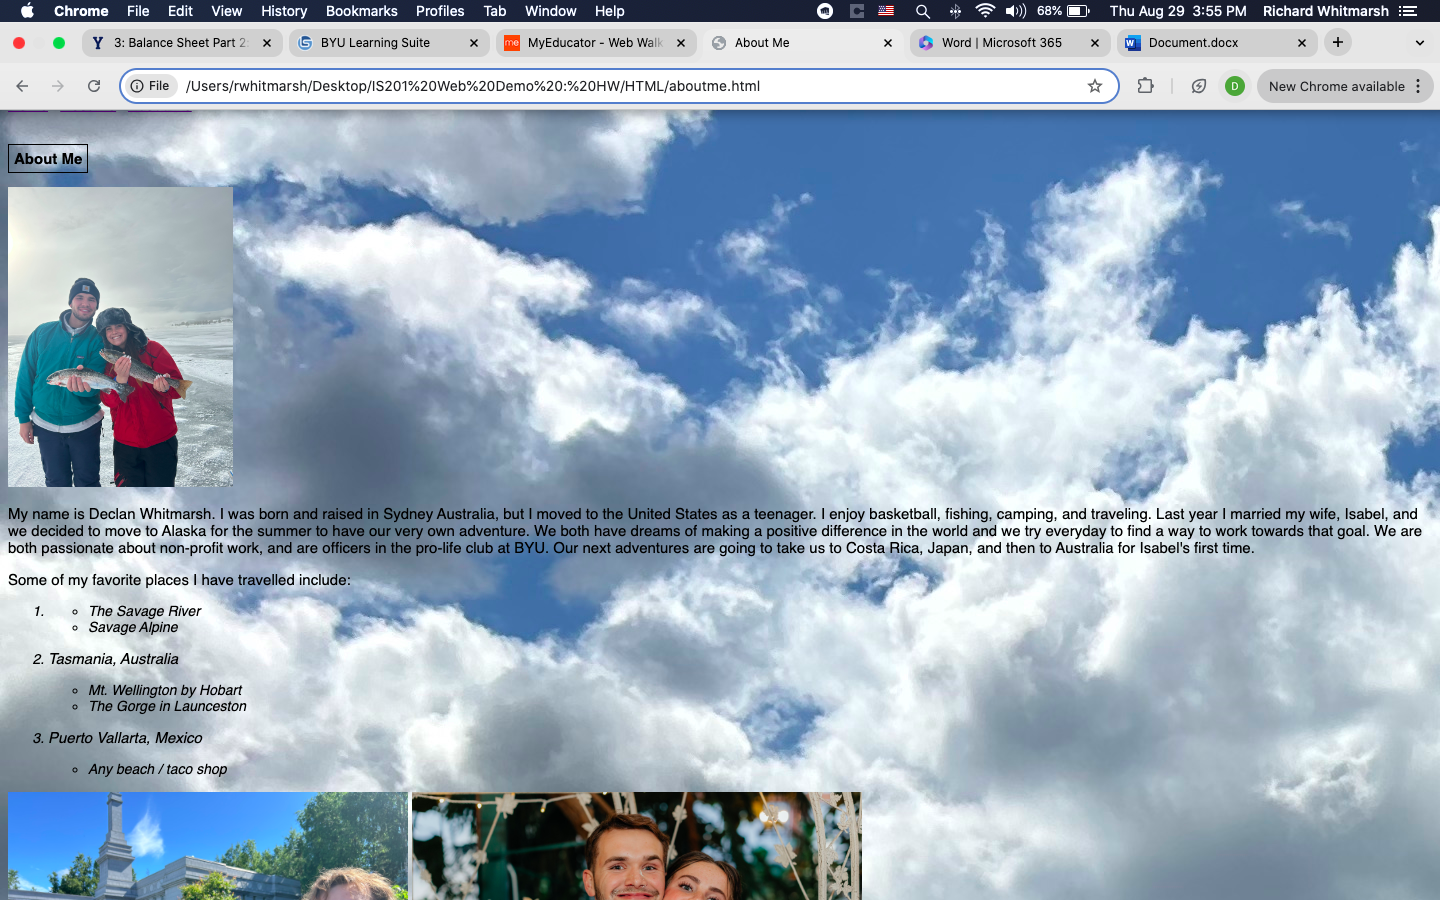 Chrome File Edit View History Bookmarks Profiles Tab Window Help 68% Thu Aug 29 3:55 PM Richard Whitmarsh
3: Balance Sheet Part 2: BYU Learning Suite MyEducator - Web Walk About Me Word | Microsoft 365 Document.docx
File /Users/rwhitmarsh/Desktop/IS201%20Web%20Demo%20:%20HW/HTML/aboutme.html D New Chrome available
About Me
My name is Declan Whitmarsh. I was born and raised in Sydney Australia, but I moved to the United States as a teenager. I enjoy basketball, fishing, camping, and traveling. Last year I married my wife, Isabel, and
we decided to move to Alaska for the summer to have our very own adventure. We both have dreams of making a positive difference in the world and we try everyday to find a way to work towards that goal. We are
both passionate about non-profit work, and are officers in the pro-life club at BYU. Our next adventures are going to take us to Costa Rica, Japan, and then to Australia for Isabel's first time.
Some of my favorite places I have travelled include:
1. ◦ The Savage River
◦ Savage Alpine
2. Tasmania, Australia
◦ Mt. Wellington by Hobart
◦ The Gorge in Launceston
3. Puerto Vallarta, Mexico
◦ Any beach / taco shop